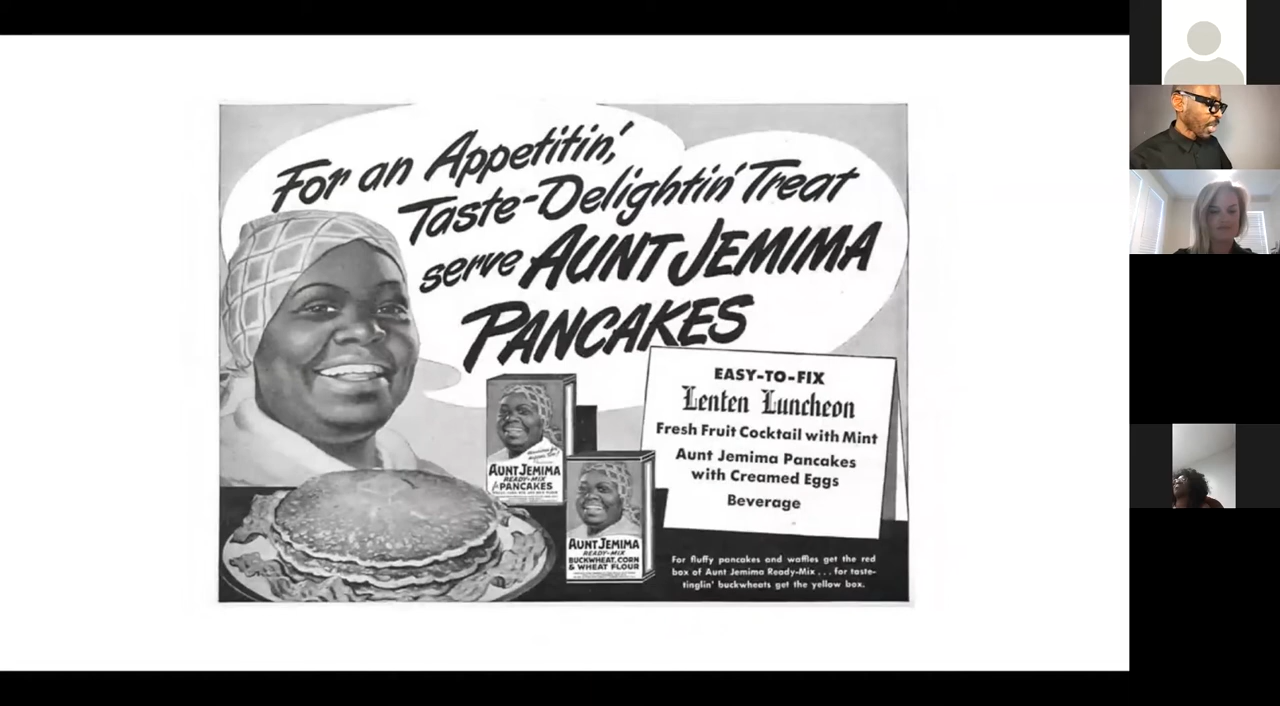 For an Appetitin',
Taste-Delightin' Treat
serve AUNT JEMIMA
PANCAKES
EASY-TO-FIX
Lenten Luncheon
Fresh Fruit Cocktail with Mint
Aunt Jemima Pancakes
with Creamed Eggs
Beverage
AUNT JEMIMA
READY-MIX
for PANCAKES
AUNT JEMIMA
READY-MIX
BUCKWHEAT, CORN
& WHEAT FLOUR
For fluffy pancakes and waffles get the red
box of Aunt Jemima Ready-Mix . . . for taste-
tinglin' buckwheats get the yellow box.